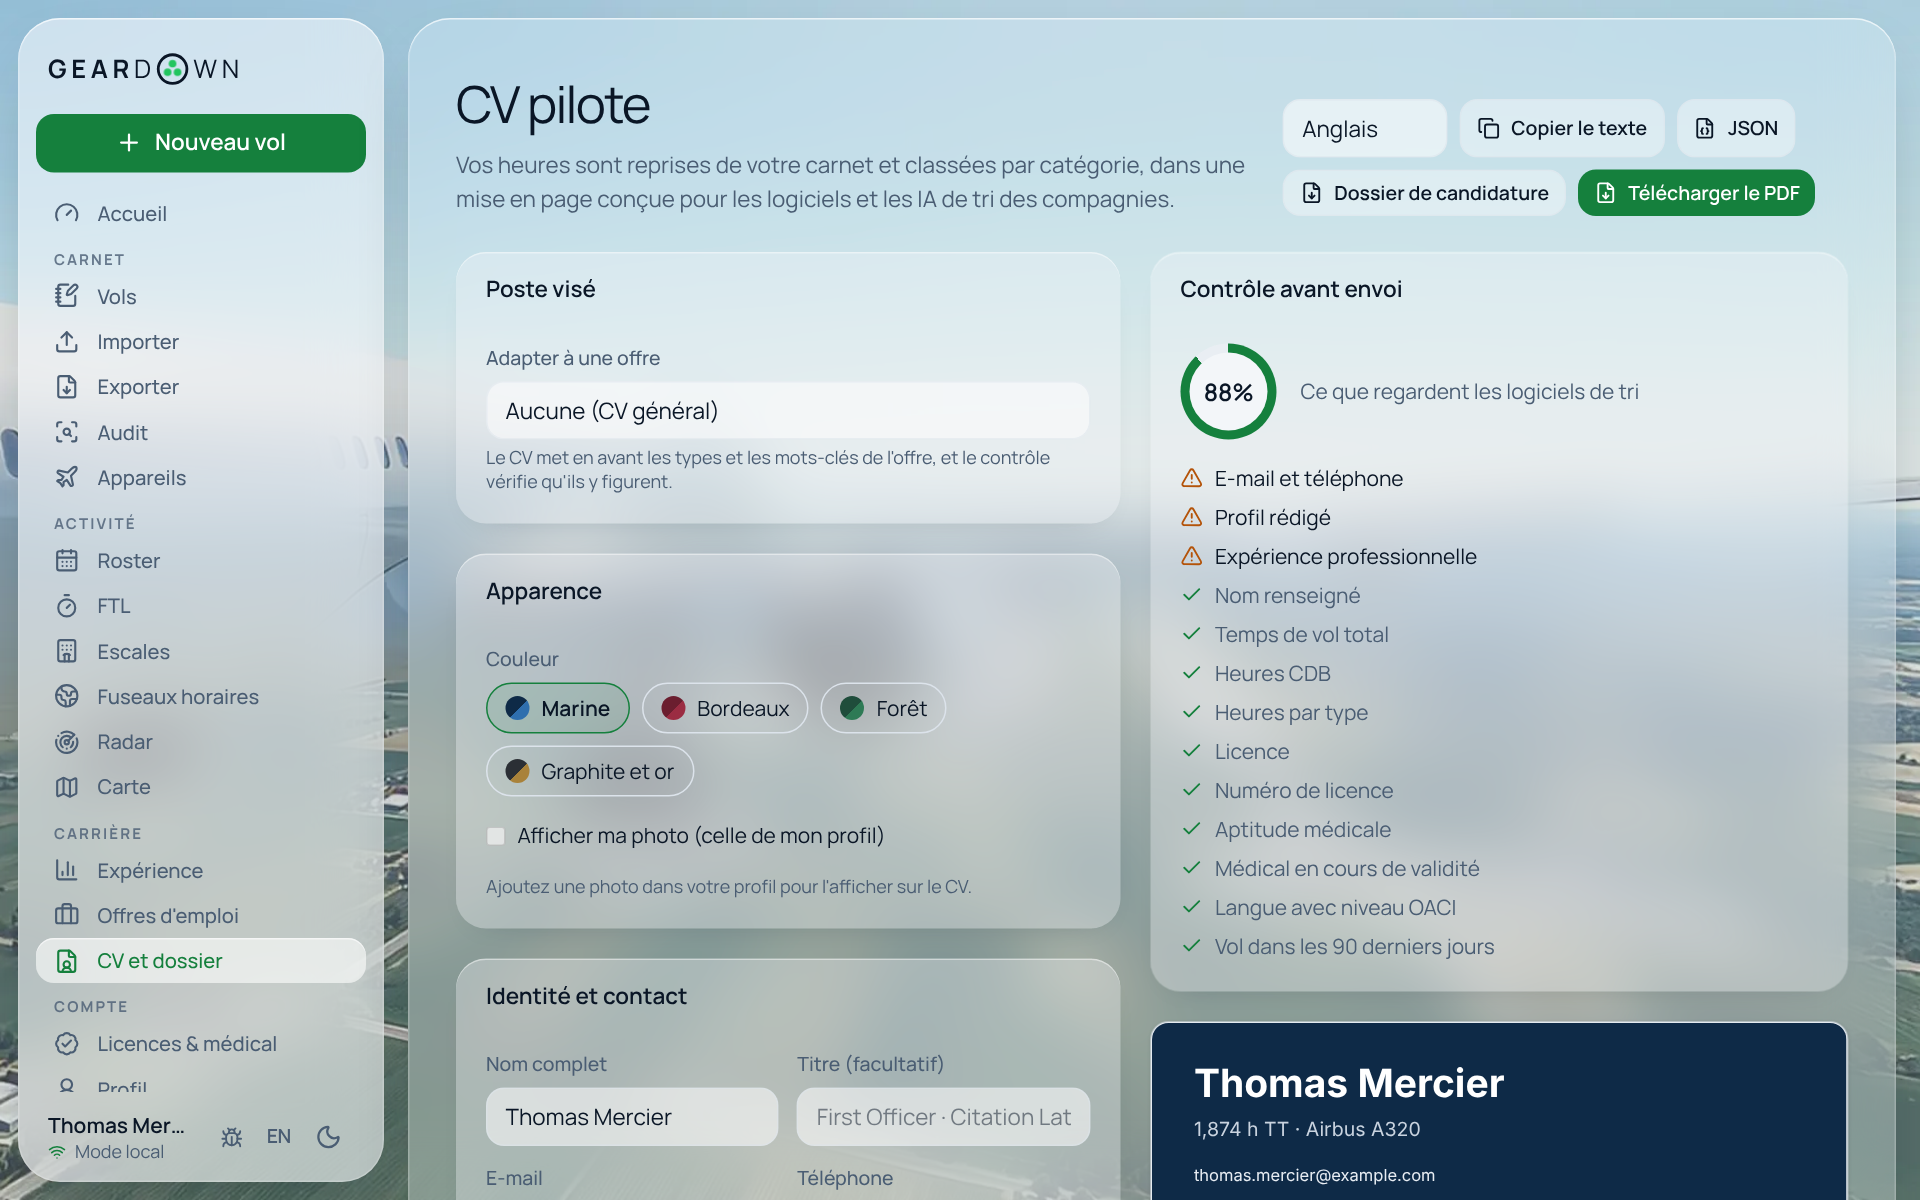 GEARDOWN
Nouveau vol
Accueil
CARNET
Vols
Importer
Exporter
Audit
Appareils
ACTIVITÉ
Roster
FTL
Escales
Fuseaux horaires
Radar
Carte
CARRIÈRE
Expérience
Offres d'emploi
CV et dossier
COMPTE
Licences & médical
Profil
Thomas Mer...
Mode local
EN
CV pilote
Vos heures sont reprises de votre carnet et classées par catégorie, dans une
mise en page conçue pour les logiciels et les IA de tri des compagnies.
Anglais
Copier le texte
JSON
Dossier de candidature
Télécharger le PDF
Poste visé
Adapter à une offre
Aucune (CV général)
Le CV met en avant les types et les mots-clés de l'offre, et le contrôle
vérifie qu'ils y figurent.
Apparence
Couleur
Marine
Bordeaux
Forêt
Graphite et or
Afficher ma photo (celle de mon profil)
Ajoutez une photo dans votre profil pour l'afficher sur le CV.
Identité et contact
Nom complet
Titre (facultatif)
Thomas Mercier
First Officer · Citation Lat
E-mail
Téléphone
Contrôle avant envoi
88%
Ce que regardent les logiciels de tri
E-mail et téléphone
Profil rédigé
Expérience professionnelle
Nom renseigné
Temps de vol total
Heures CDB
Heures par type
Licence
Numéro de licence
Aptitude médicale
Médical en cours de validité
Langue avec niveau OACI
Vol dans les 90 derniers jours
Thomas Mercier
1,874 h TT · Airbus A320
thomas.mercier@example.com